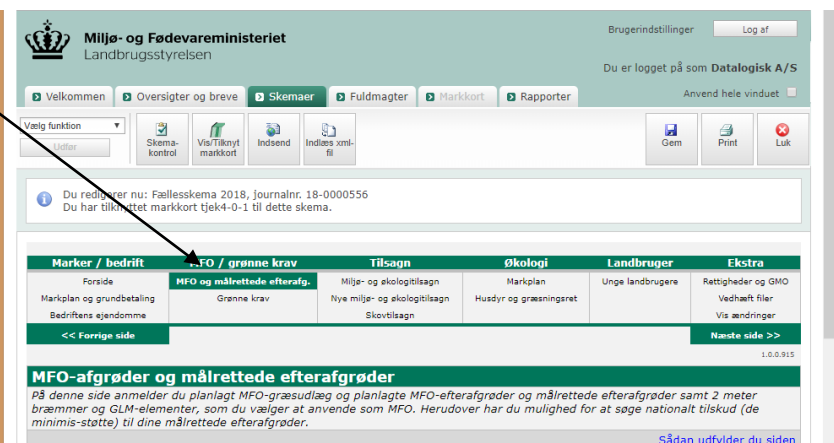 Miljø- og Fødevareministeriet
Landbrugsstyrelsen
Brugerindstillinger
Log af
Du er logget på som Datalogisk A/S
Velkommen
Oversigter og breve
Skemaer
Fuldmagter
Markkort
Rapporter
Anvend hele vinduet
Vælg funktion
Udfør
Skema-
kontrol
Vis/Tilknyt
markkort
Indsend
Indlæs xml-
fil
Gem
Print
Luk
Du redigerer nu: Fællesskema 2018, journalnr. 18-0000556
Du har tilknyttet markkort tjek4-0-1 til dette skema.
Marker / bedrift
MFO / grønne krav
Tilsagn
Økologi
Landbruger
Ekstra
Forside
MFO og målrettede efterafg.
Miljø- og økologitilsagn
Markplan
Unge landbrugere
Rettigheder og GMO
Markplan og grundbetaling
Grønne krav
Nye miljø- og økologitilsagn
Husdyr og græsningsret
Vedhæft filer
Bedriftens ejendomme
Skovtilsagn
Vis ændringer
<< Forrige side
Næste side >>
1.0.0.915
MFO-afgrøder og målrettede efterafgrøder
På denne side anmelder du planlagt MFO-græsudlæg og planlagte MFO-efterafgrøder og målrettede efterafgrøder samt 2 meter
bræmmer og GLM-elementer, som du vælger at anvende som MFO. Herudover har du mulighed for at søge nationalt tilskud (de
minimis-støtte) til dine målrettede efterafgrøder.
Sådan udfylder du siden